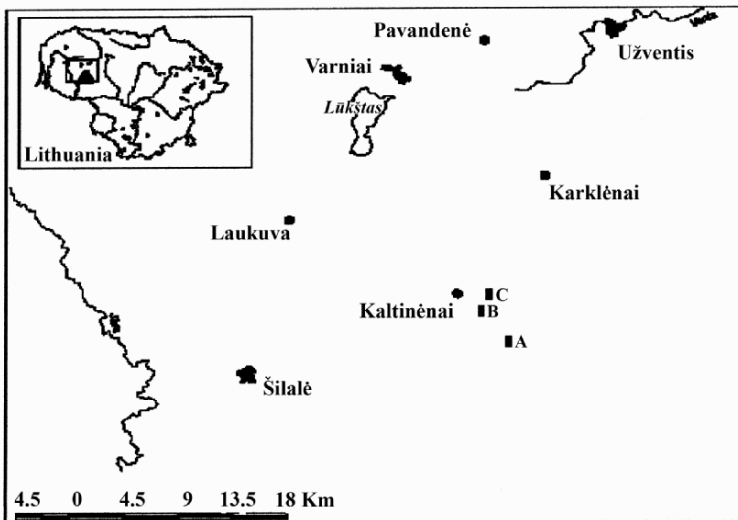 Pavandenė
Užventis
Varniai
Lūkštas
Lithuania
Karklėnai
Laukuva
Kaltinėnai
C
B
A
Šilalė
4.5 0 4.5 9 13.5 18 Km